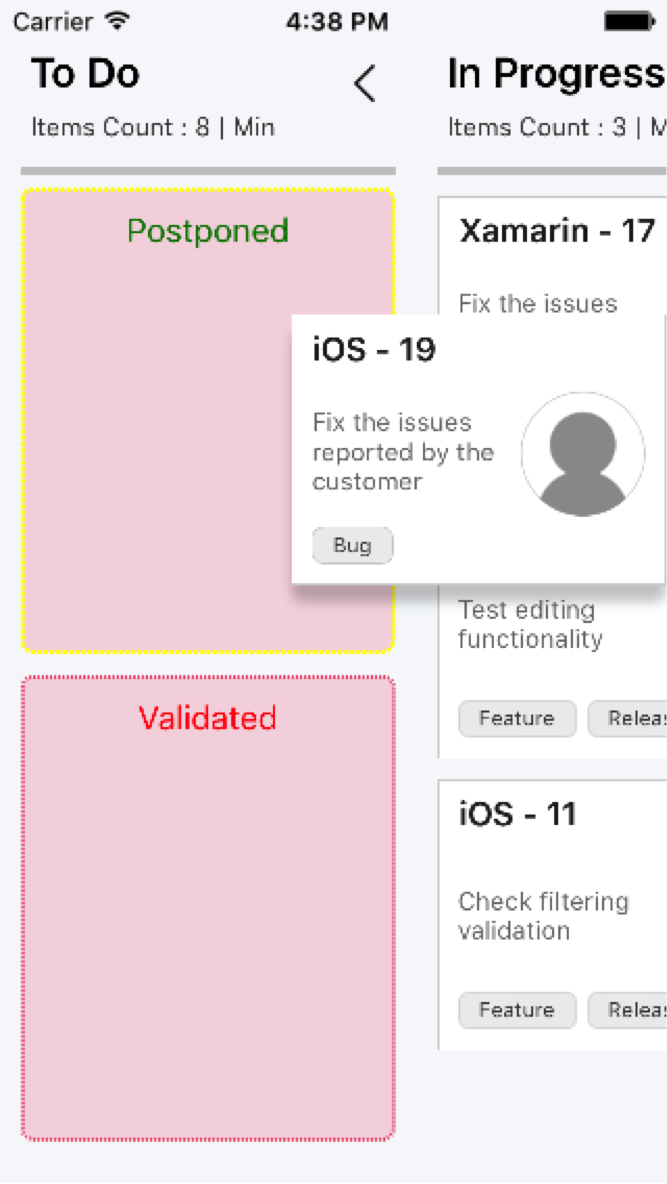 Carrier 4:38 PM
To Do
Items Count : 8 | Min
Postponed
Validated
In Progress
Items Count : 3 | M
Xamarin - 17
Fix the issues
iOS - 19
Fix the issues
reported by the
customer
Bug
Test editing
functionality
Feature Releas
iOS - 11
Check filtering
validation
Feature Releas